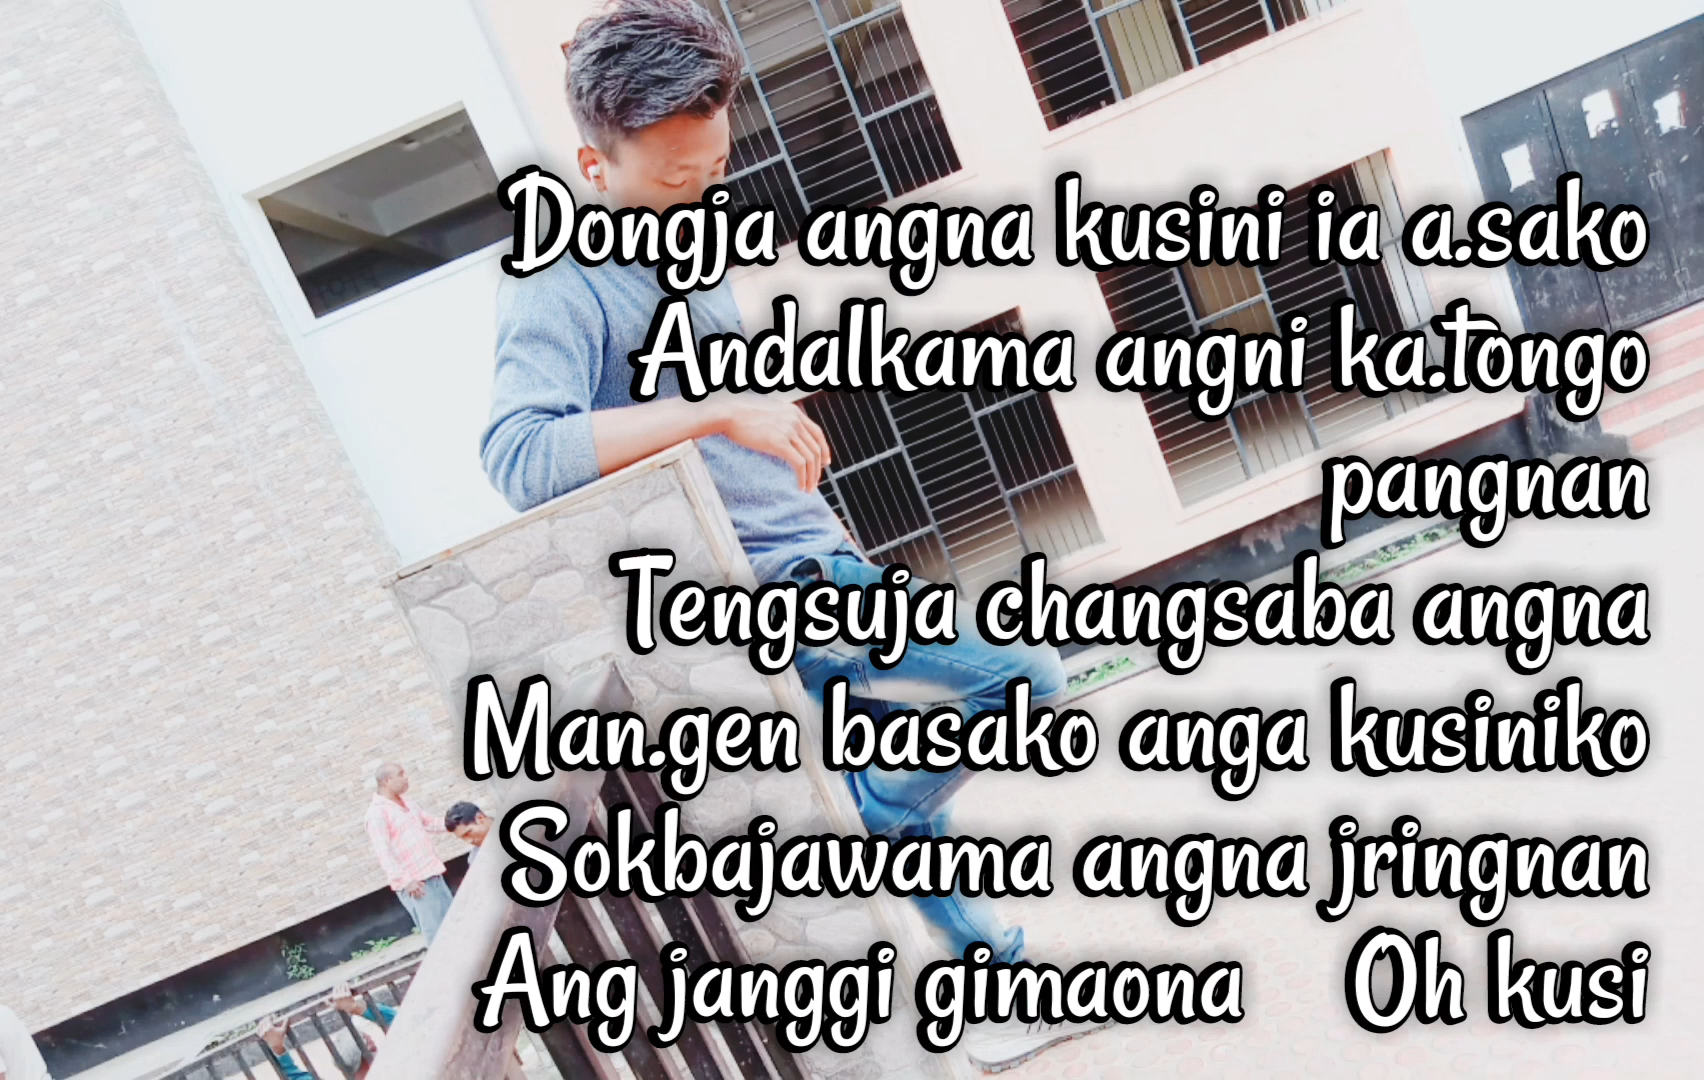 Dongja angna kusini ia a.sako
Andalkama angni ka.tongo
pangnan
Tengsuja changsaba angna
Man.gen basako anga kusiniko
Sokbajawama angna jringnan
Ang janggi gimaona Oh kusi